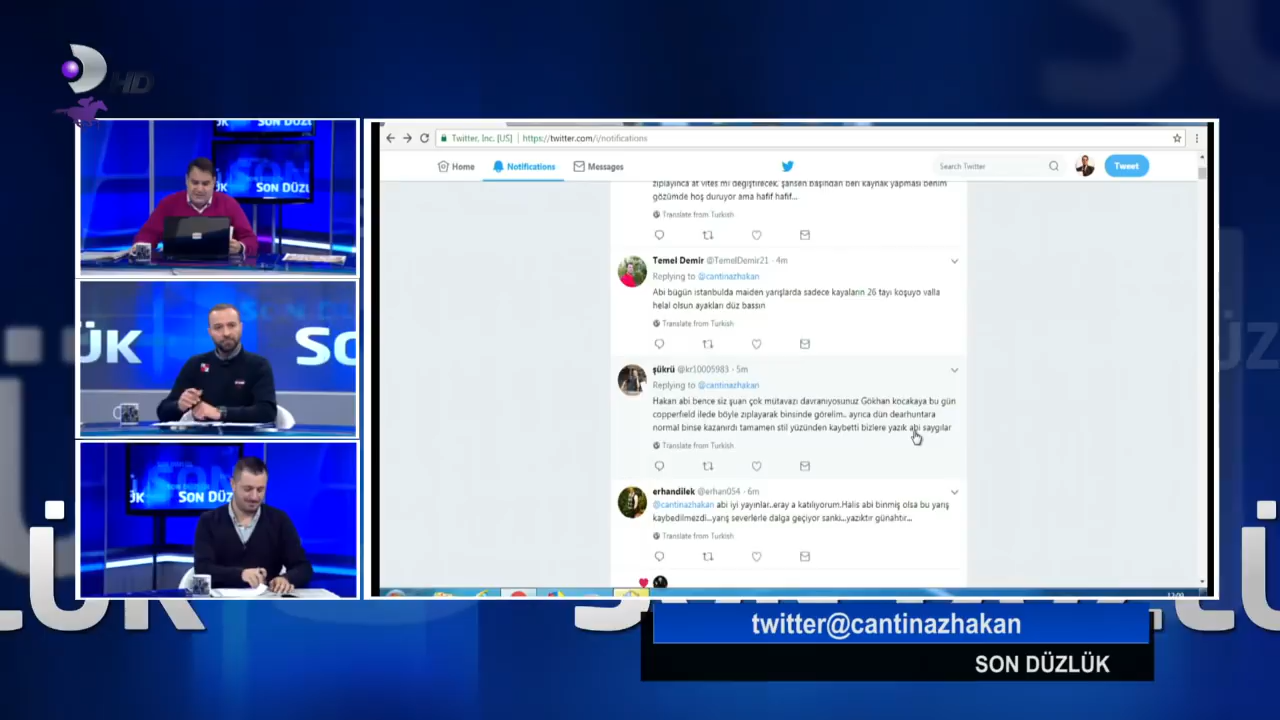 HD
SON DÜZL
ÜK
SON DÜZLÜK
SO
SON DÜZ
Twitter, Inc. [US]
https://twitter.com/i/notifications
Home
Notifications
Messages
Search Twitter
Tweet
zıplayınca at vites mi değiştirecek, şansen başından beri kaynak yapması benim
gözümde hoş duruyor ama hafif hafif...
Translate from Turkish
Temel Demir @TemelDemir21 · 4m
Replying to @cantinazhakan
Abi bügün istanbulda maiden yarışlarda sadece kayaların 26 tayı koşuyo valla
helal olsun ayakları düz bassın
Translate from Turkish
şükrü @kr10005983 · 5m
Replying to @cantinazhakan
Hakan abi bence siz şuan çok mütavazı davranıyosunuz Gökhan kocakaya bu gün
copperfield ilede böyle zıplayarak binsinde görelim.. ayrıca dün dearhuntara
normal binse kazanırdı tamamen stil yüzünden kaybetti bizlere yazık abi saygılar
Translate from Turkish
erhandilek @erhan054 · 6m
@cantinazhakan abi iyi yayınlar..eray a katılıyorum.Halis abi binmiş olsa bu yarış
kaybedilmezdi...yarış severlerle dalga geçiyor sanki...yazıktır günahtır...
Translate from Turkish
twitter@cantinazhakan
SON DÜZLÜK